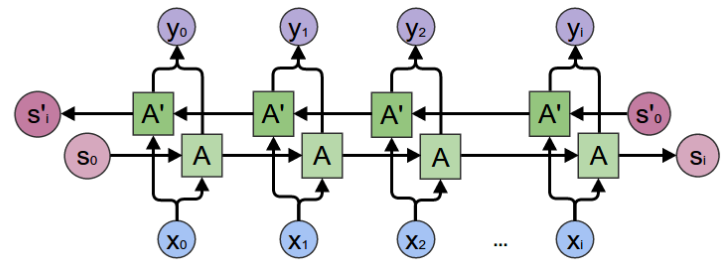 y₀ y₁ y₂ yᵢ
s'ᵢ A' A' A' A' s'₀
s₀ A A A A sᵢ
x₀ x₁ x₂ ... xᵢ